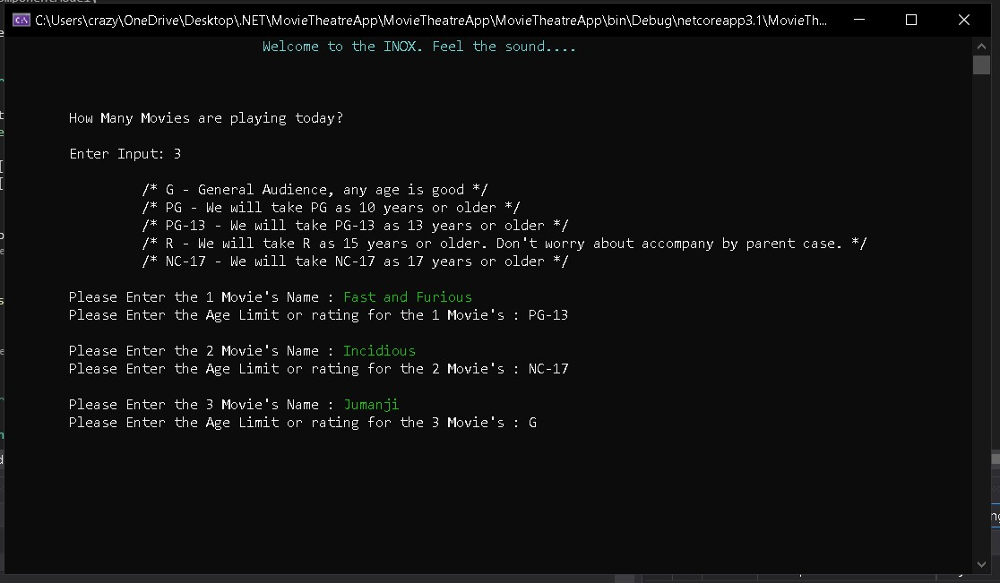 C:\Users\crazy\OneDrive\Desktop\.NET\MovieTheatreApp\MovieTheatreApp\MovieTheatreApp\bin\Debug\netcoreapp3.1\MovieTh...
Welcome to the INOX. Feel the sound....
How Many Movies are playing today?
Enter Input: 3
/* G - General Audience, any age is good */
/* PG - We will take PG as 10 years or older */
/* PG-13 - We will take PG-13 as 13 years or older */
/* R - We will take R as 15 years or older. Don't worry about accompany by parent case. */
/* NC-17 - We will take NC-17 as 17 years or older */
Please Enter the 1 Movie's Name : Fast and Furious
Please Enter the Age Limit or rating for the 1 Movie's : PG-13
Please Enter the 2 Movie's Name : Incidious
Please Enter the Age Limit or rating for the 2 Movie's : NC-17
Please Enter the 3 Movie's Name : Jumanji
Please Enter the Age Limit or rating for the 3 Movie's : G